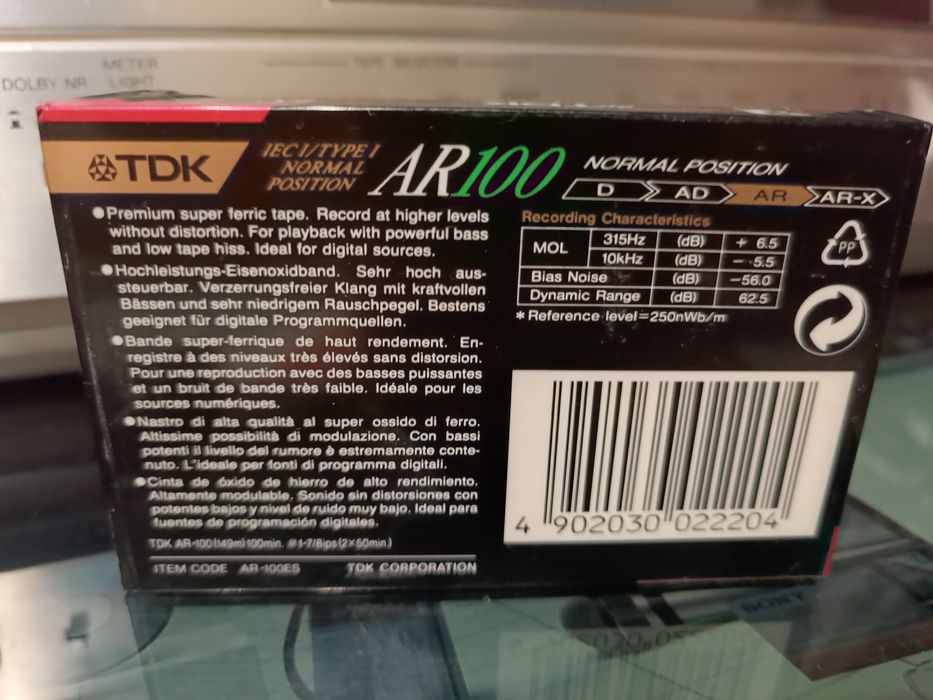 DOLBY NR
METER
LIGHT
TDK
IEC I/TYPE I
NORMAL
POSITION
AR100
NORMAL POSITION
D AD AR AR-X
●Premium super ferric tape. Record at higher levels
without distortion. For playback with powerful bass
and low tape hiss. Ideal for digital sources.
●Hochleistungs-Eisenoxidband. Sehr hoch aus-
steuerbar. Verzerrungsfreier Klang mit kraftvollen
Bässen und sehr niedrigem Rauschpegel. Bestens
geeignet für digitale Programmquellen.
●Bande super-ferrique de haut rendement. En-
registre à des niveaux très élevés sans distorsion.
Pour une reproduction avec des basses puissantes
et un bruit de bande très faible. Idéale pour les
sources numériques.
●Nastro di alta qualità al super ossido di ferro.
Altissime possibilità di modulazione. Con bassi
potenti il livello del rumore è estremamente conte-
nuto. L'ideale per fonti di programma digitali.
●Cinta de óxido de hierro de alto rendimiento.
Altamente modulable. Sonido sin distorsiones con
potentes bajos y nivel de ruido muy bajo. Ideal para
fuentes de programación digitales.
TDK AR-100(149m)100min. @1-7/8ips(2×50min.)
ITEM CODE AR-100ES TDK CORPORATION
Recording Characteristics
MOL 315Hz (dB) + 6.5
10kHz (dB) - 5.5
Bias Noise (dB) -56.0
Dynamic Range (dB) 62.5
* Reference level=250nWb/m
PP
4 902030 022204
SONY